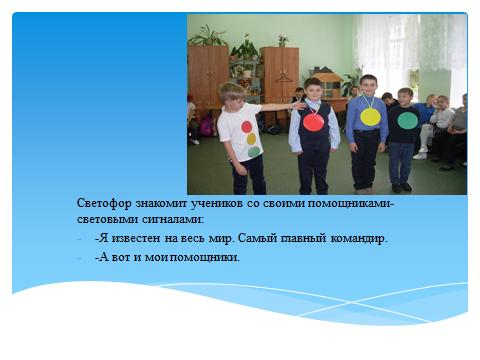 Светофор знакомит учеников со своими помощниками-
световыми сигналами:
- -Я известен на весь мир. Самый главный командир.
- -А вот и мои помощники.